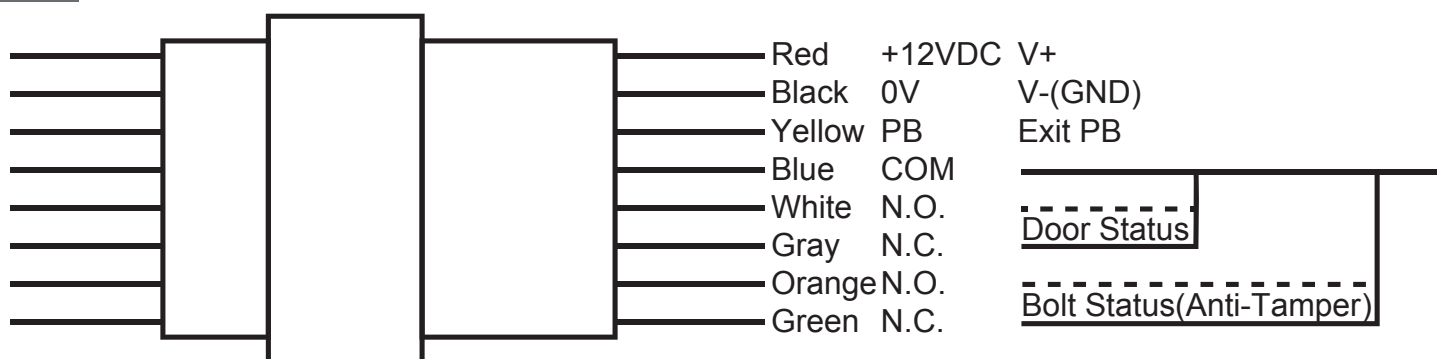 Red +12VDC V+
Black 0V V-(GND)
Yellow PB Exit PB
Blue COM
White N.O.
Door Status
Gray N.C.
Orange N.O.
Bolt Status(Anti-Tamper)
Green N.C.